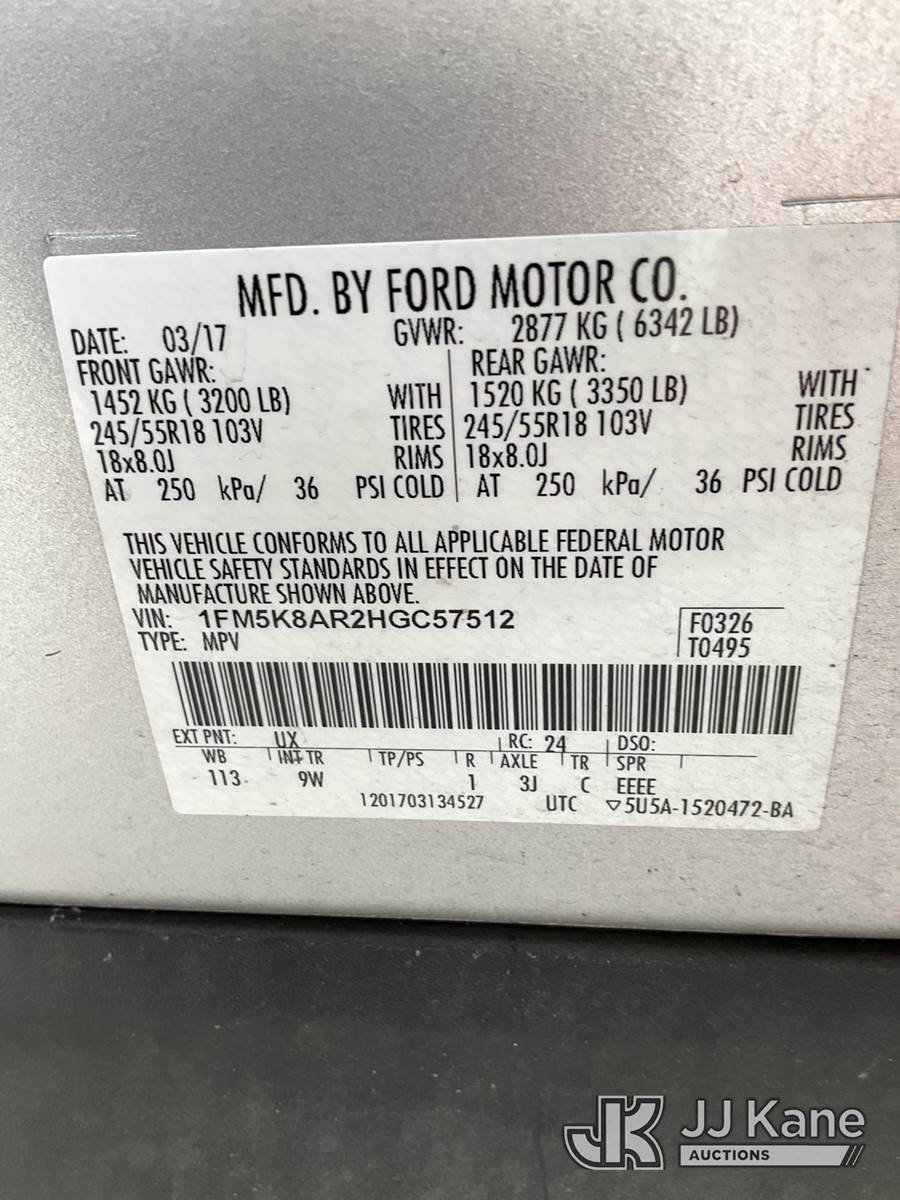 MFD. BY FORD MOTOR CO.
DATE: 03/17 GVWR: 2877 KG ( 6342 LB)
FRONT GAWR: REAR GAWR:
1452 KG ( 3200 LB) WITH 1520 KG ( 3350 LB) WITH
245/55R18 103V TIRES 245/55R18 103V TIRES
18x8.0J RIMS 18x8.0J RIMS
AT 250 kPa/ 36 PSI COLD AT 250 kPa/ 36 PSI COLD
THIS VEHICLE CONFORMS TO ALL APPLICABLE FEDERAL MOTOR
VEHICLE SAFETY STANDARDS IN EFFECT ON THE DATE OF
MANUFACTURE SHOWN ABOVE.
VIN: 1FM5K8AR2HGC57512 F0326
TYPE: MPV T0495
EXT PNT: UX RC: 24 DSO:
WB INT TR TP/PS R AXLE TR SPR
113 9W 1 3J C EEEE
1201703134527 UTC ▽5U5A-1520472-BA
JK JJ Kane
AUCTIONS